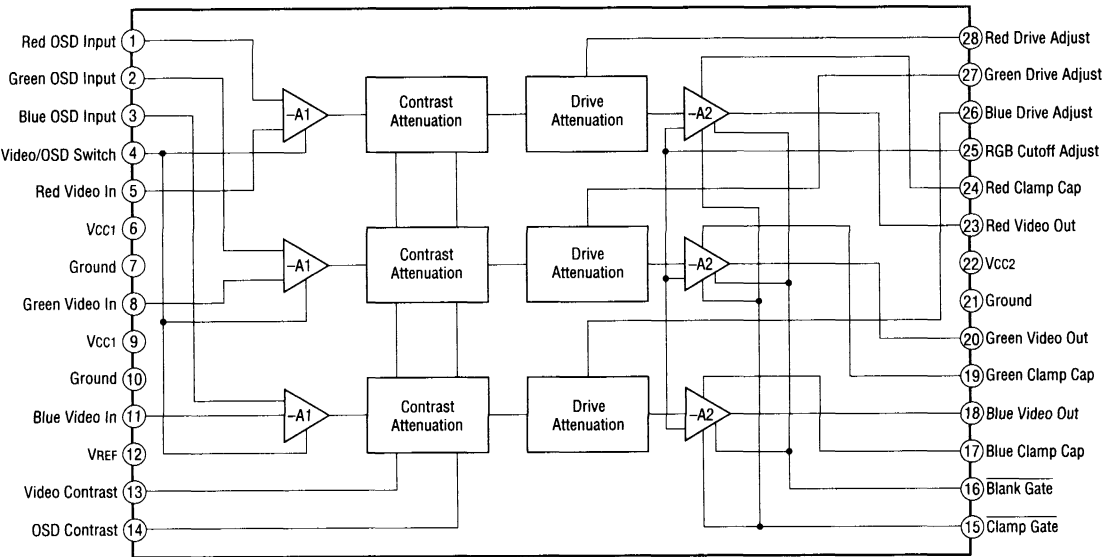 Red OSD Input 1
Green OSD Input 2
Blue OSD Input 3
Video/OSD Switch 4
Red Video In 5
VCC1 6
Ground 7
Green Video In 8
VCC1 9
Ground 10
Blue Video In 11
VREF 12
Video Contrast 13
OSD Contrast 14
–A1
Contrast
Attenuation
Drive
Attenuation
–A2
–A1
Contrast
Attenuation
Drive
Attenuation
–A2
–A1
Contrast
Attenuation
Drive
Attenuation
–A2
28 Red Drive Adjust
27 Green Drive Adjust
26 Blue Drive Adjust
25 RGB Cutoff Adjust
24 Red Clamp Cap
23 Red Video Out
22 VCC2
21 Ground
20 Green Video Out
19 Green Clamp Cap
18 Blue Video Out
17 Blue Clamp Cap
16 Blank Gate
15 Clamp Gate